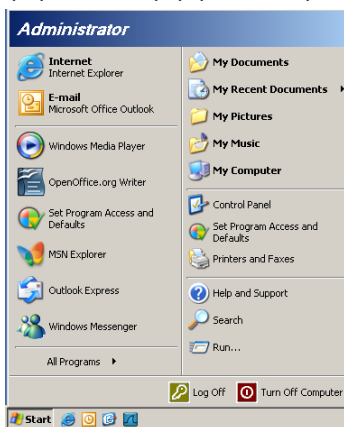 Administrator
Internet
Internet Explorer
E-mail
Microsoft Office Outlook
Windows Media Player
OpenOffice.org Writer
Set Program Access and
Defaults
MSN Explorer
Outlook Express
Windows Messenger
All Programs
My Documents
My Recent Documents
My Pictures
My Music
My Computer
Control Panel
Set Program Access and
Defaults
Printers and Faxes
Help and Support
Search
Run...
Log Off
Turn Off Computer
Start